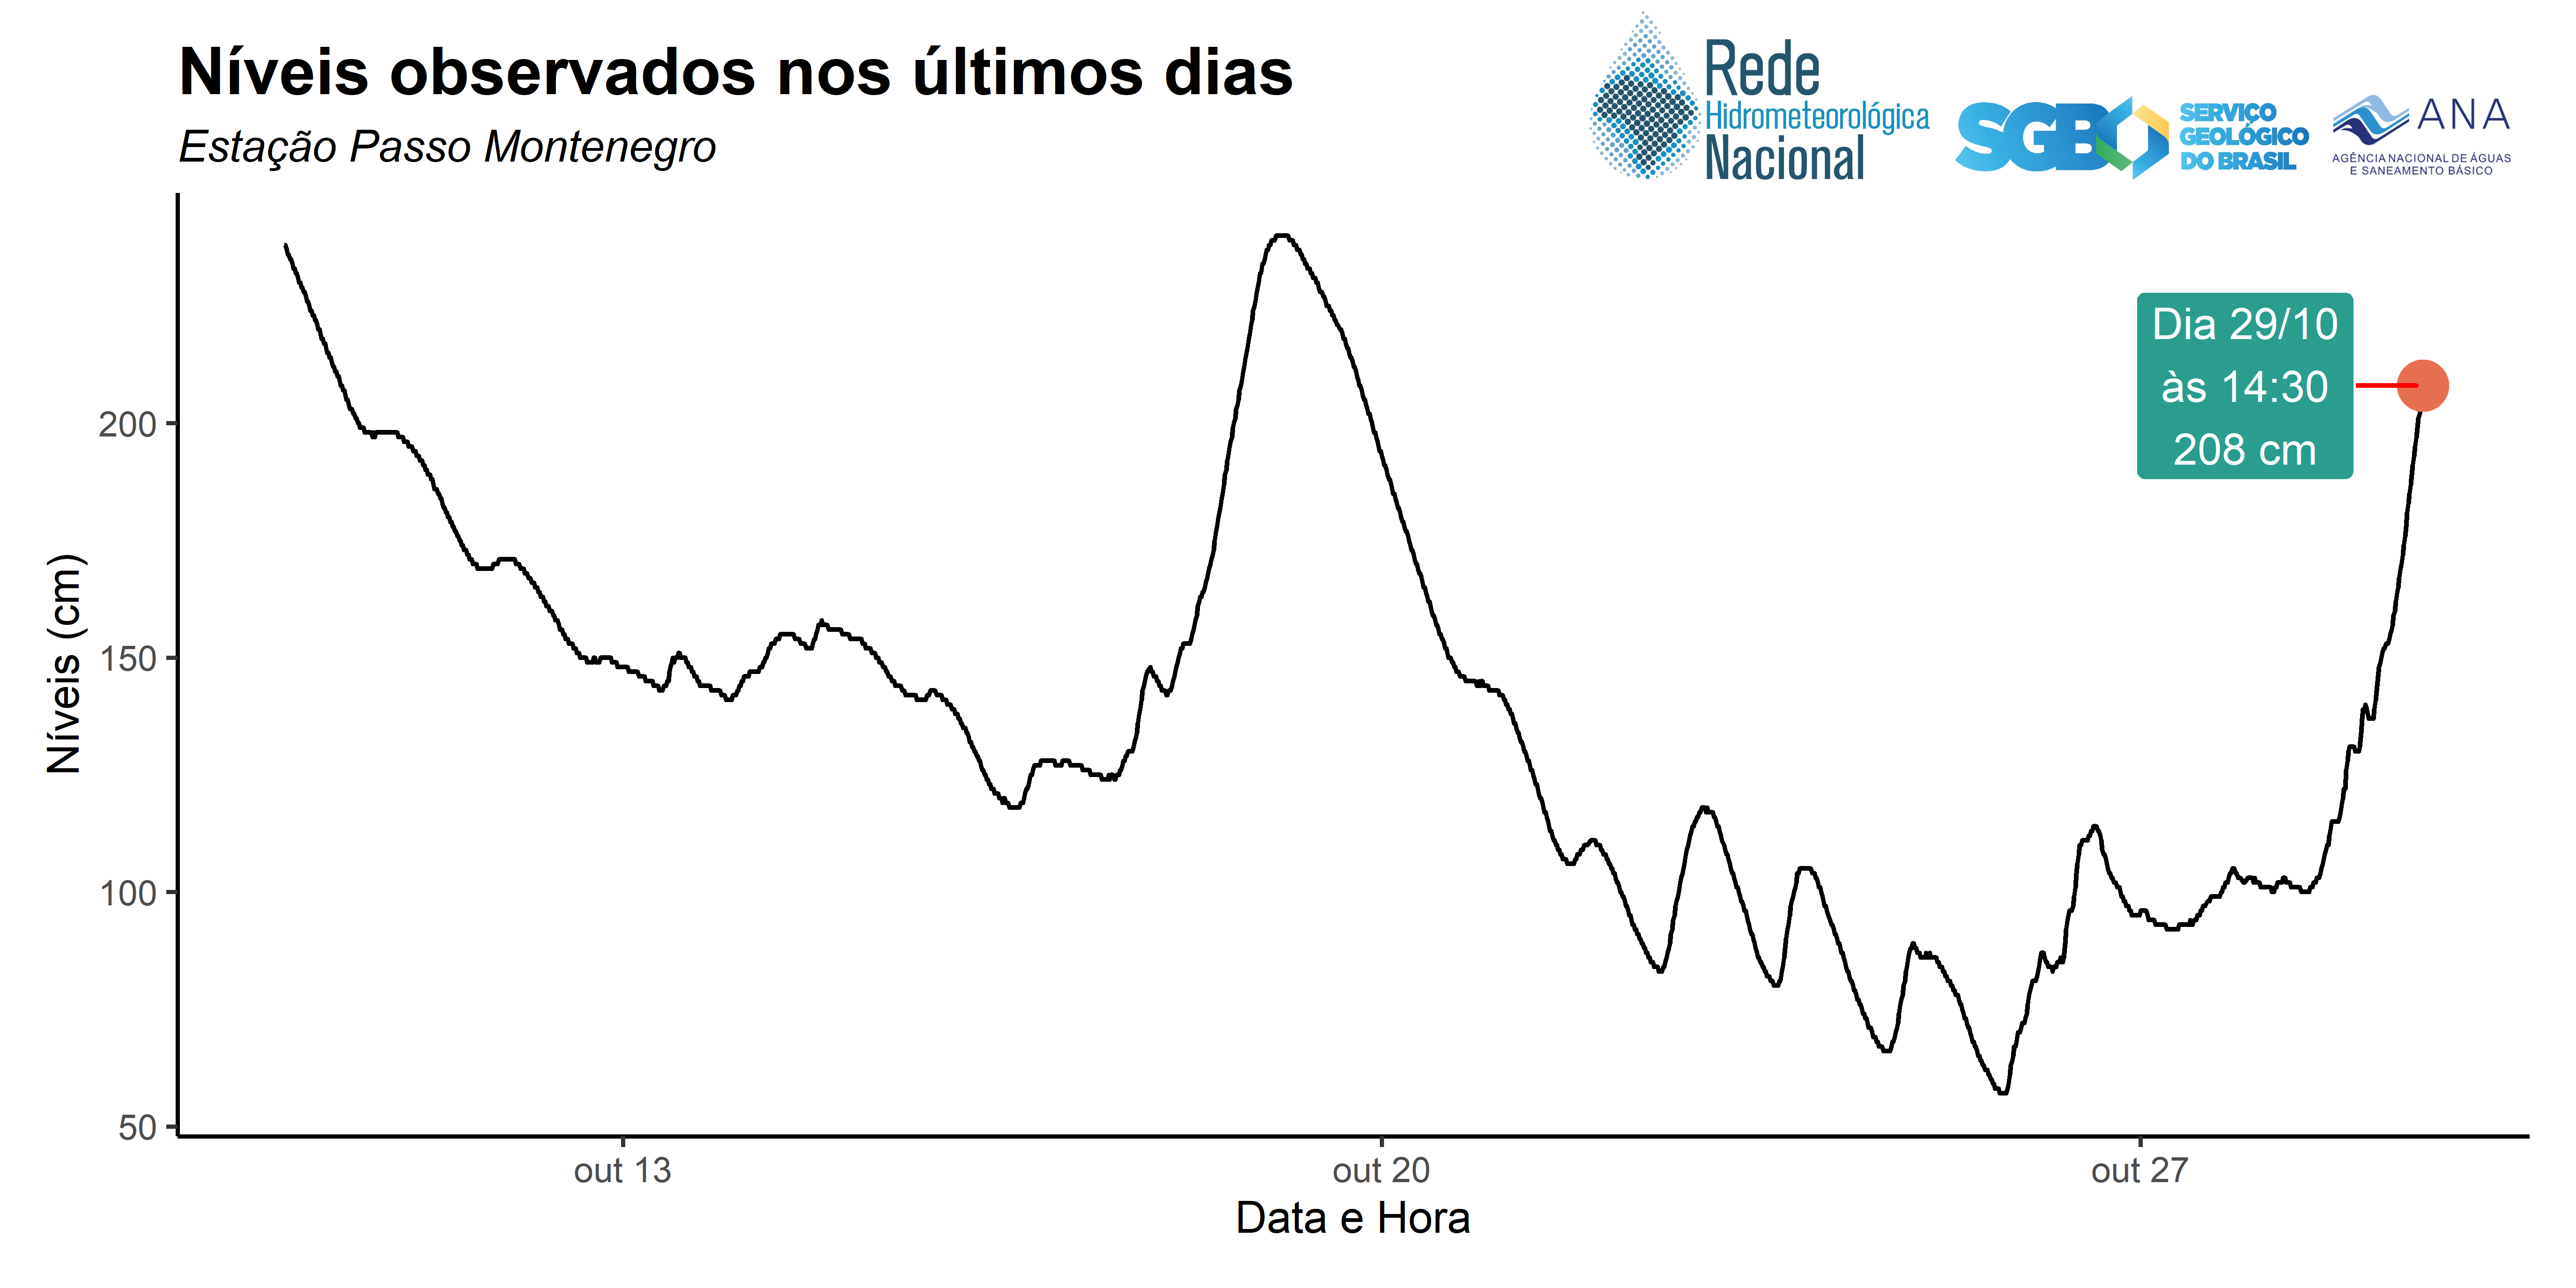 Níveis observados nos últimos dias
Estação Passo Montenegro
Rede
Hidrometeorológica
Nacional
SGB
SERVIÇO
GEOLÓGICO
DO BRASIL
ANA
AGÊNCIA NACIONAL DE ÁGUAS
E SANEAMENTO BÁSICO
Dia 29/10
às 14:30
208 cm
Níveis (cm)
200
150
100
50
out 13
out 20
out 27
Data e Hora